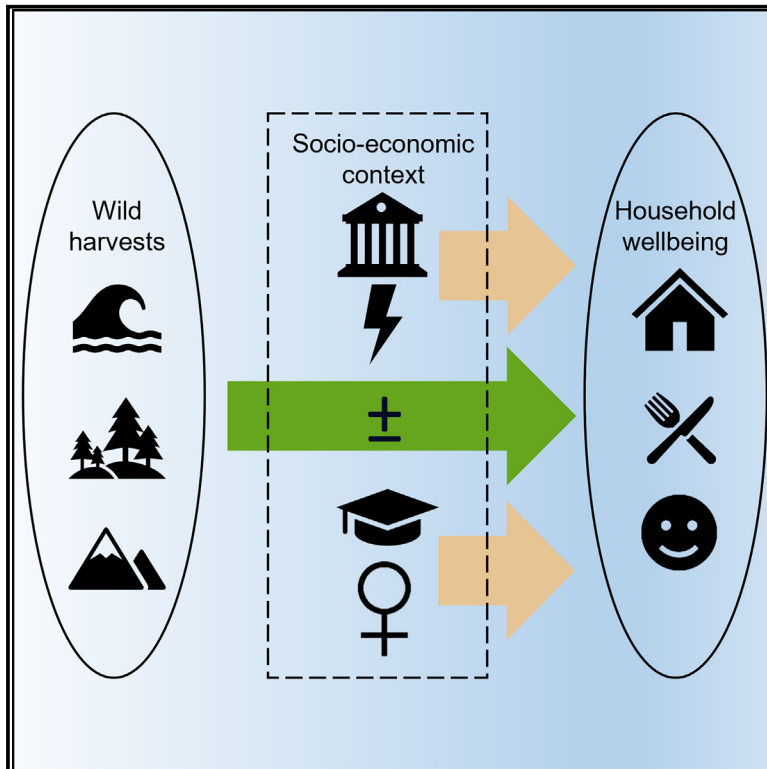 Wild
harvests
Socio-economic
context
±
Household
wellbeing